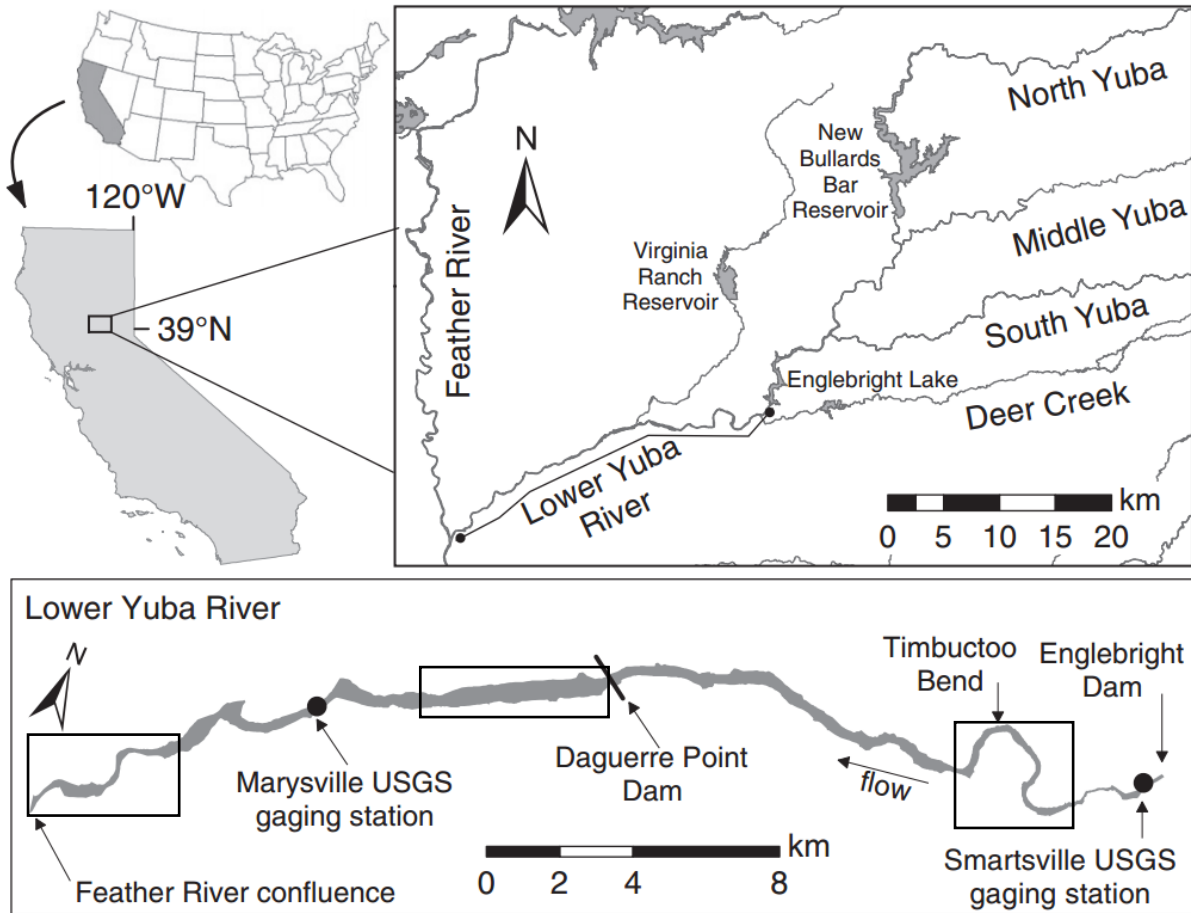 120°W
39°N
N
Feather River
North Yuba
New
Bullards
Bar
Reservoir
Middle Yuba
Virginia
Ranch
Reservoir
South Yuba
Englebright Lake
Deer Creek
Lower Yuba
River
km
0 5 10 15 20
Lower Yuba River
N
Timbuctoo
Bend
Englebright
Dam
Marysville USGS
gaging station
Daguerre Point
Dam
flow
km
0 2 4 8
Feather River confluence
Smartsville USGS
gaging station